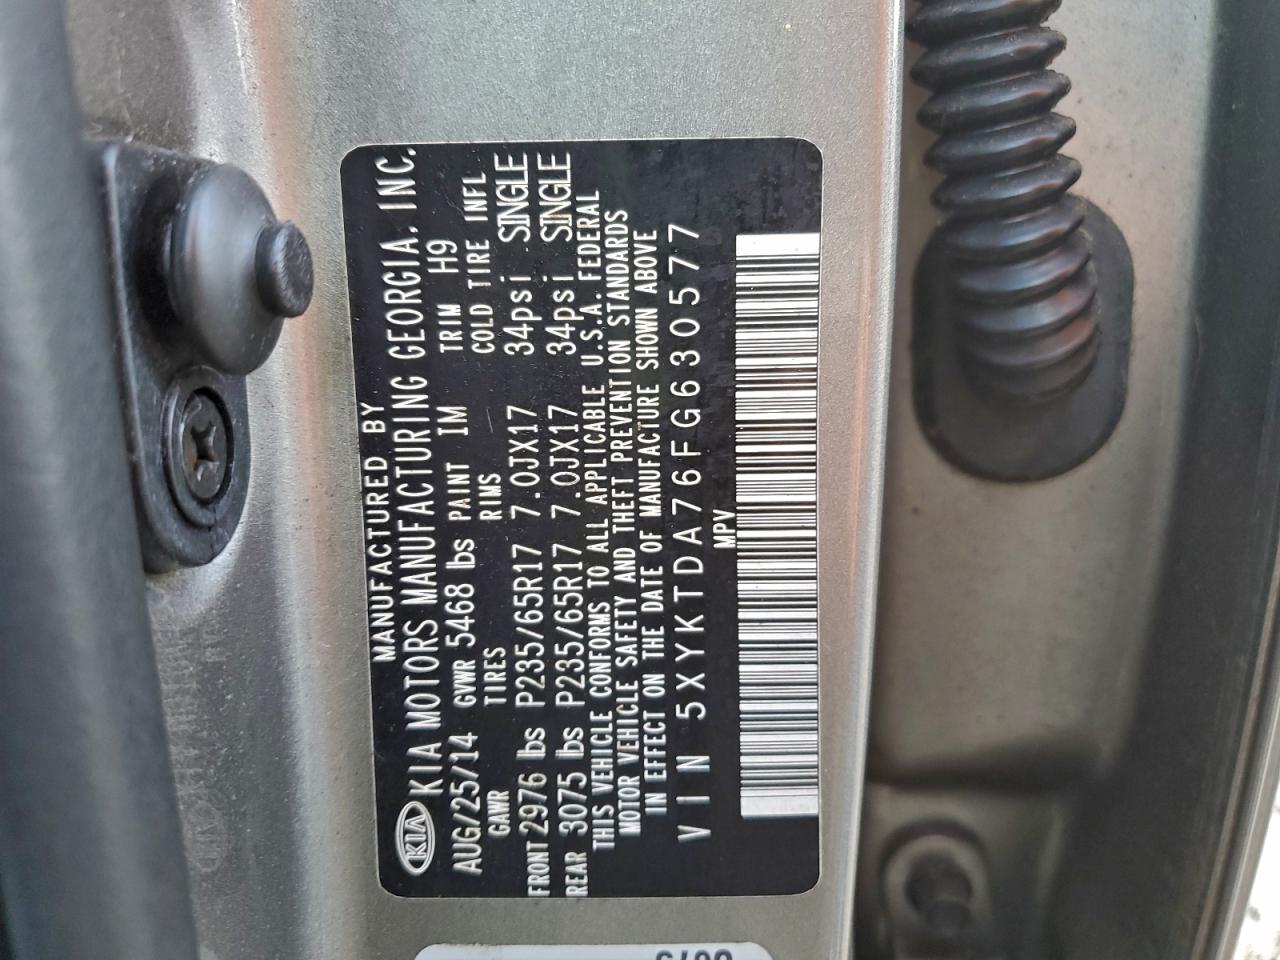 MANUFACTURED BY
KIA KIA MOTORS MANUFACTURING GEORGIA, INC.
AUG/25/14 GVWR 5468 lbs PAINT IM TRIM H9
GAWR TIRES RIMS COLD TIRE INFL
FRONT 2976 lbs P235/65R17 7.0JX17 34psi SINGLE
REAR 3075 lbs P235/65R17 7.0JX17 34psi SINGLE
THIS VEHICLE CONFORMS TO ALL APPLICABLE U.S.A. FEDERAL
MOTOR VEHICLE SAFETY AND THEFT PREVENTION STANDARDS
IN EFFECT ON THE DATE OF MANUFACTURE SHOWN ABOVE
VIN 5XYKTDA76FG630577
MPV